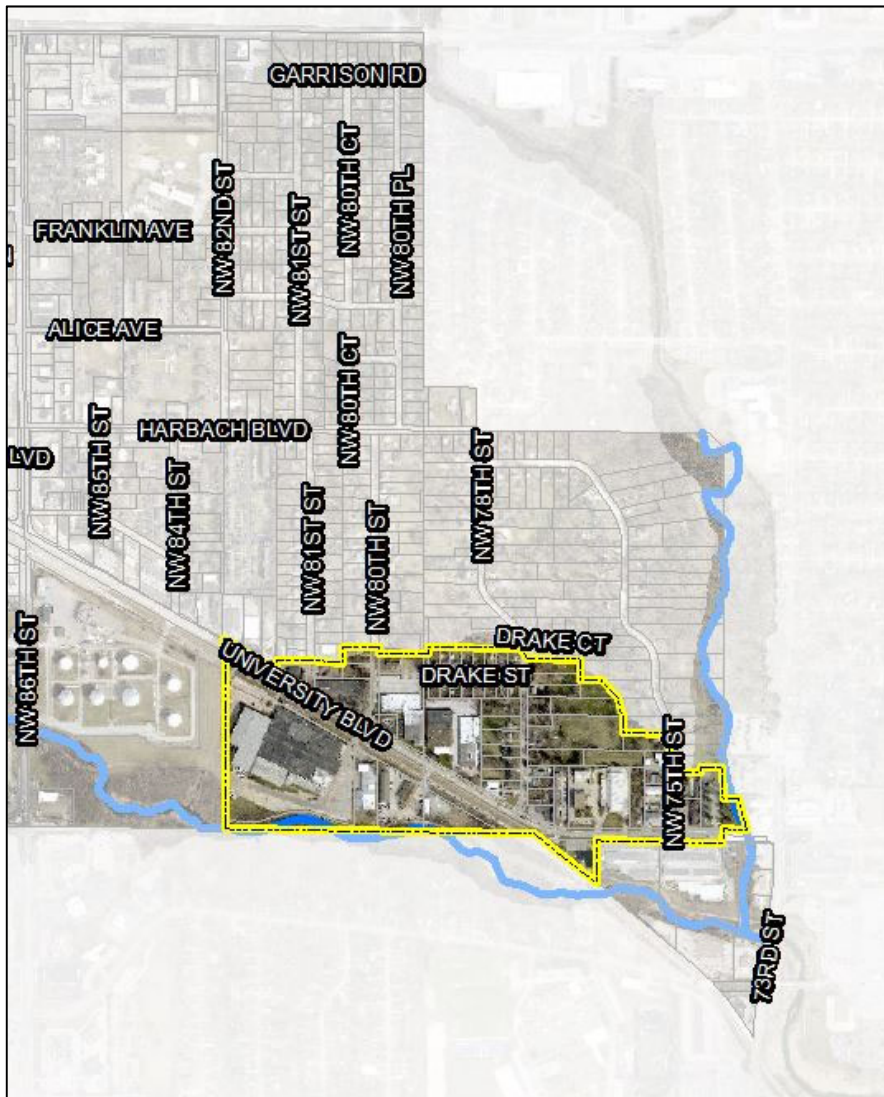 GARRISON RD
NW 80TH CT
NW 82ND ST
NW 81ST ST
NW 80TH PL
FRANKLIN AVE
ALICE AVE
NW 80TH CT
HARBACH BLVD
LVD
NW 85TH ST
NW 84TH ST
NW 81ST ST
NW 80TH ST
NW 78TH ST
NW 86TH ST
UNIVERSITY BLVD
DRAKE CT
DRAKE ST
NW 75TH ST
73RD ST